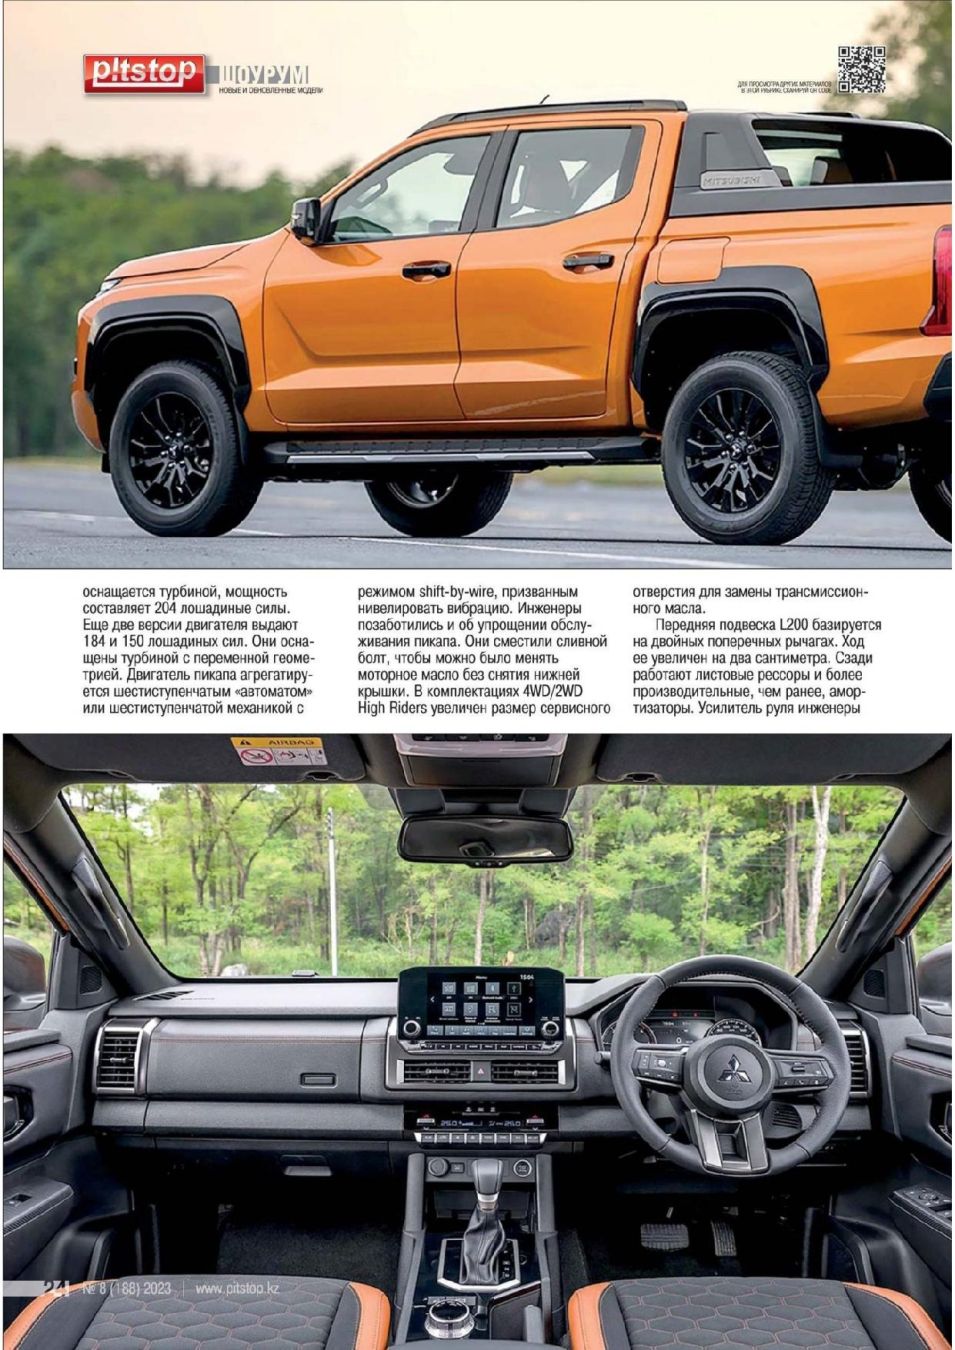 pitstop ШОУРУМ
НОВЫЕ И ОБНОВЛЕННЫЕ МОДЕЛИ
ДЛЯ ПРОСМОТРА ДРУГИХ МАТЕРИАЛОВ
В ЭТОЙ РУБРИКЕ СКАНИРУЙ QR CODE
MITSUBISHI
оснащается турбиной, мощность
составляет 204 лошадиные силы.
Еще две версии двигателя выдают
184 и 150 лошадиных сил. Они осна-
щены турбиной с переменной геоме-
трией. Двигатель пикапа агрегатиру-
ется шестиступенчатым «автоматом»
или шестиступенчатой механикой с
режимом shift-by-wire, призванным
нивелировать вибрацию. Инженеры
позаботились и об упрощении обслу-
живания пикапа. Они сместили сливной
болт, чтобы можно было менять
моторное масло без снятия нижней
крышки. В комплектациях 4WD/2WD
High Riders увеличен размер сервисного
отверстия для замены трансмиссион-
ного масла.
Передняя подвеска L200 базируется
на двойных поперечных рычагах. Ход
ее увеличен на два сантиметра. Сзади
работают листовые рессоры и более
производительные, чем ранее, амор-
тизаторы. Усилитель руля инженеры
AIRBAG
24 № 8 (188) 2023 www.pitstop.kz